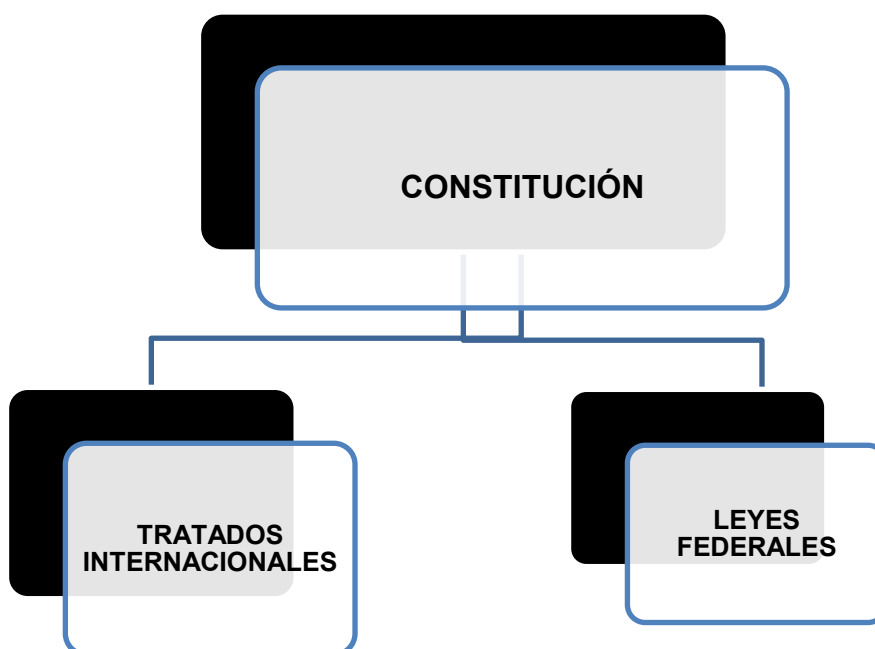 CONSTITUCIÓN
TRATADOS
INTERNACIONALES
LEYES
FEDERALES